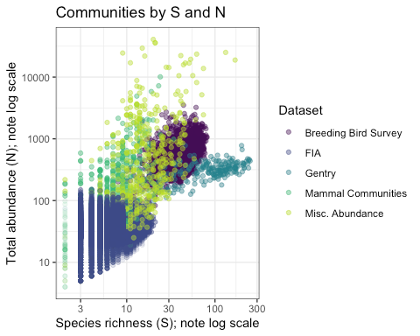 Communities by S and N
Total abundance (N); note log scale
10000
1000
100
10
3
10
30
100
300
Species richness (S); note log scale
Dataset
Breeding Bird Survey
FIA
Gentry
Mammal Communities
Misc. Abundance